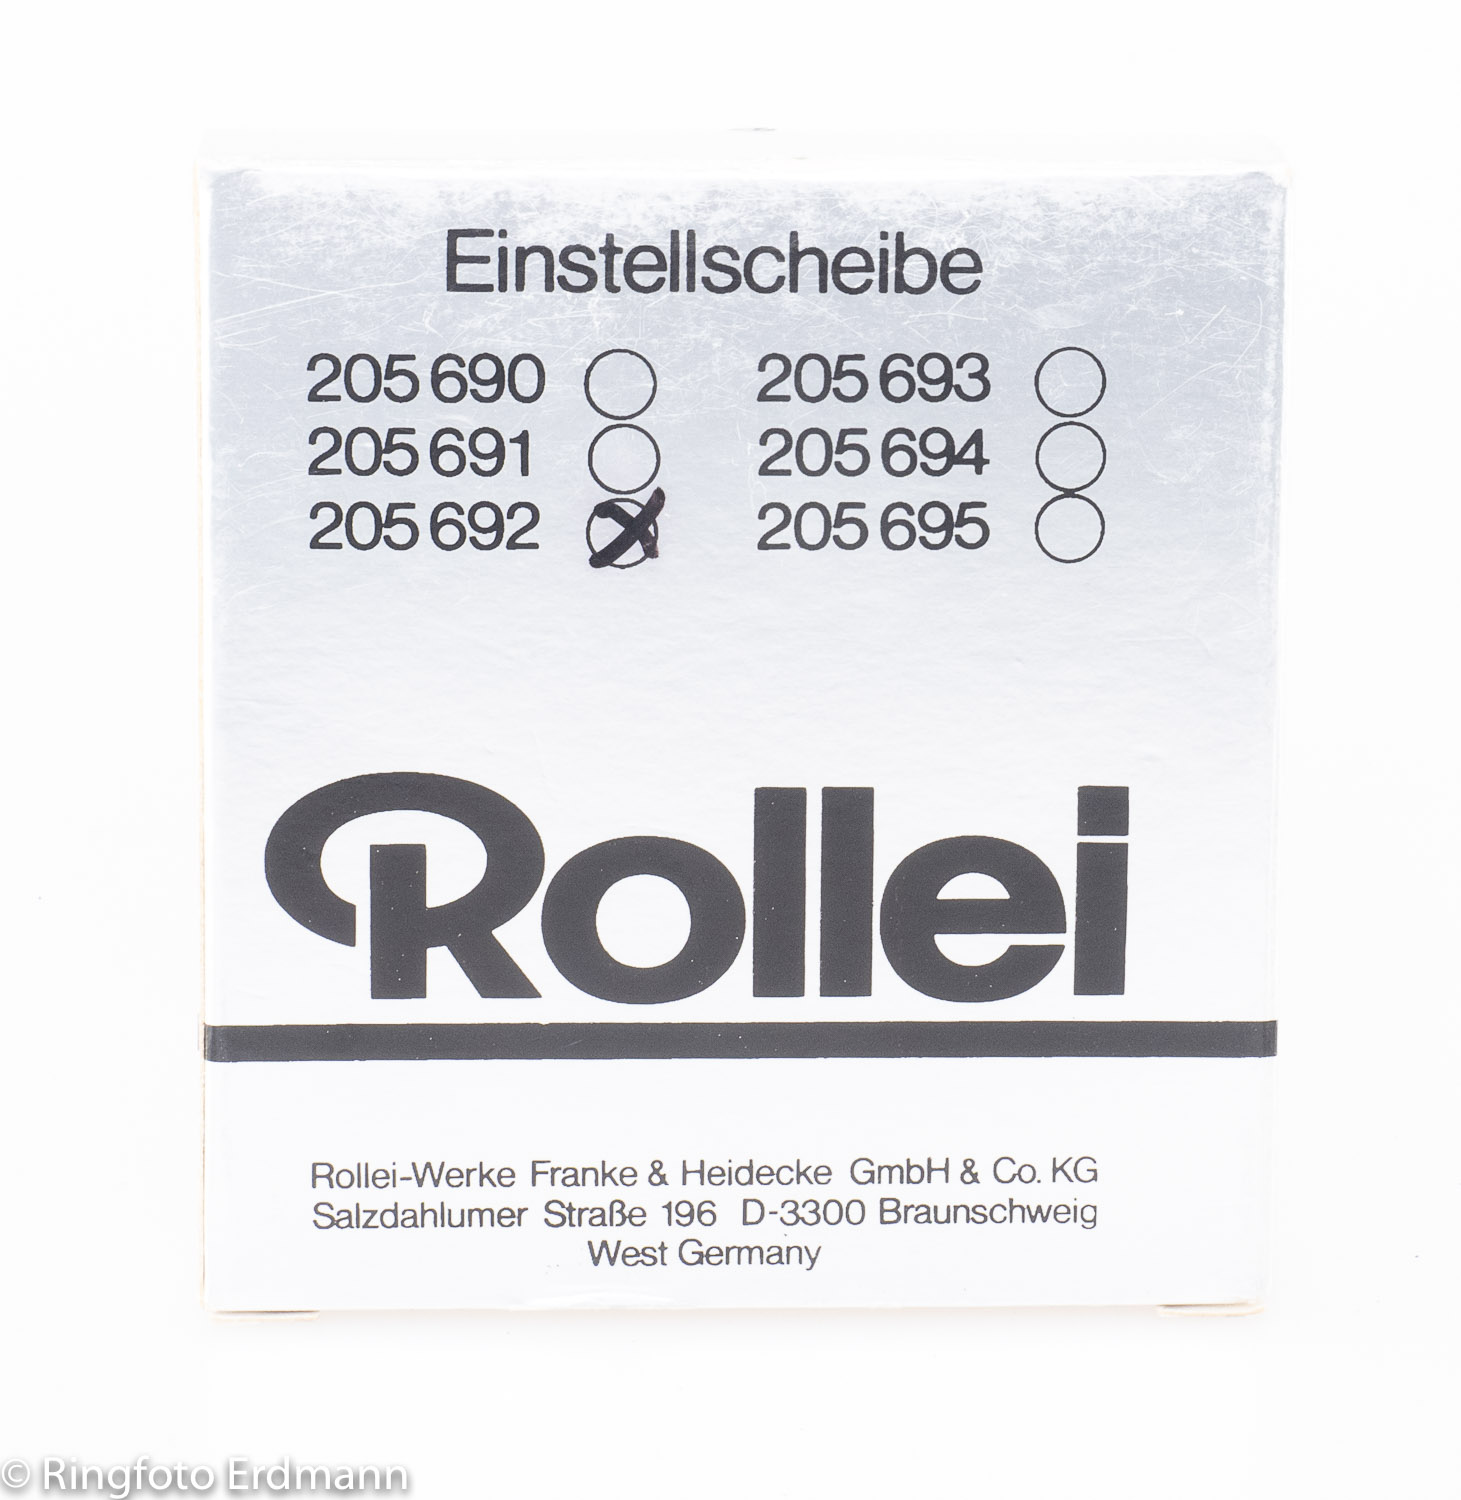 Einstellscheibe
205 690 205 693
205 691 205 694
205 692 205 695
Rollei
Rollei-Werke Franke & Heidecke GmbH & Co. KG
Salzdahlumer Straße 196 D-3300 Braunschweig
West Germany
© Ringfoto Erdmann